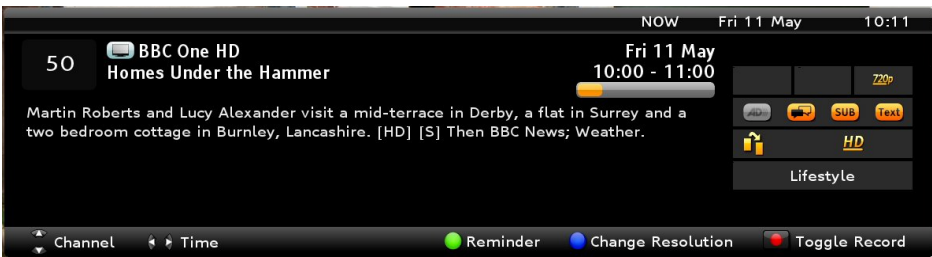 NOW Fri 11 May 10:11
50
BBC One HD
Homes Under the Hammer
Fri 11 May
10:00 - 11:00
720p
Martin Roberts and Lucy Alexander visit a mid-terrace in Derby, a flat in Surrey and a
two bedroom cottage in Burnley, Lancashire. [HD] [S] Then BBC News; Weather.
AD SUB Text
HD
Lifestyle
Channel Time Reminder Change Resolution Toggle Record